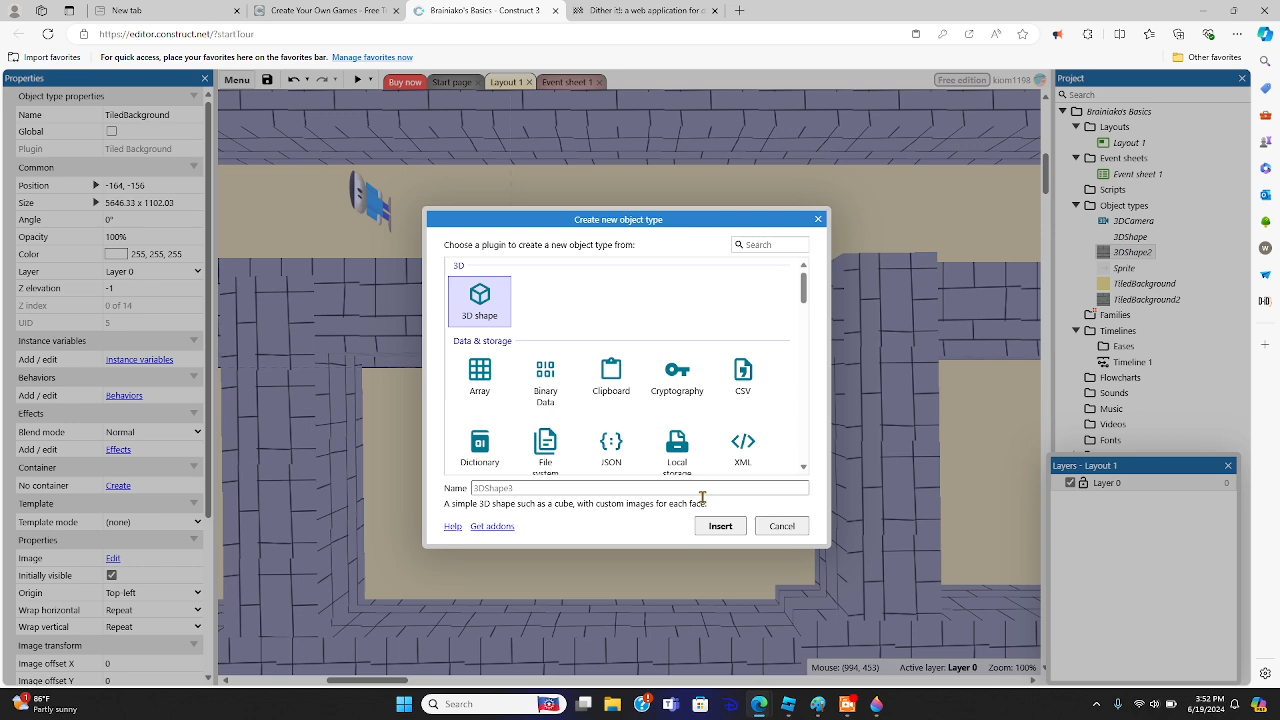 New tab
Create Your Own Games - Free T
Brainiako's Basics - Construct 3
Dither it!: a web application for c
https://editor.construct.net/?startTour
Import favorites
For quick access, place your favorites here on the favorites bar. Manage favorites now
Other favorites
Properties
Menu
Buy now
Start page
Layout 1
Event sheet 1
Free edition
kiom1198
Project
Object type properties
Name TiledBackground
Global
Plugin Tiled Background
Common
Position -164, -156
Size 5646.33 x 1102.03
Angle 0°
Opacity 100%
Color 255, 255, 255
Layer Layer 0
Z elevation -1
Z index 0 of 14
UID 5
Instance variables
Add / edit Instance variables
Behaviors
Add / edit Behaviors
Effects
Blend mode Normal
Add / edit Effects
Container
No container Create
Template
Template mode (none)
Properties
Image Edit
Initially visible
Origin Top-left
Wrap horizontal Repeat
Wrap vertical Repeat
Image transform
Image offset X 0
Image offset Y 0
Create new object type
Choose a plugin to create a new object type from:
Search
3D
3D shape
Data & storage
Array
Binary Data
Clipboard
Cryptography
CSV
Dictionary
File system
JSON
Local storage
XML
Name 3DShape3
A simple 3D shape such as a cube, with custom images for each face.
Help
Get addons
Insert
Cancel
Search
Brainiako's Basics
Layouts
Layout 1
Event sheets
Event sheet 1
Scripts
Object types
3DCamera
3DShape
3DShape2
Sprite
TiledBackground
TiledBackground2
Families
Timelines
Eases
Timeline 1
Flowcharts
Sounds
Music
Videos
Fonts
Layers - Layout 1
Layer 0 0
Mouse: (994, 453) Active layer: Layer 0 Zoom: 100%
86°F
Partly sunny
Search
3:52 PM
6/19/2024